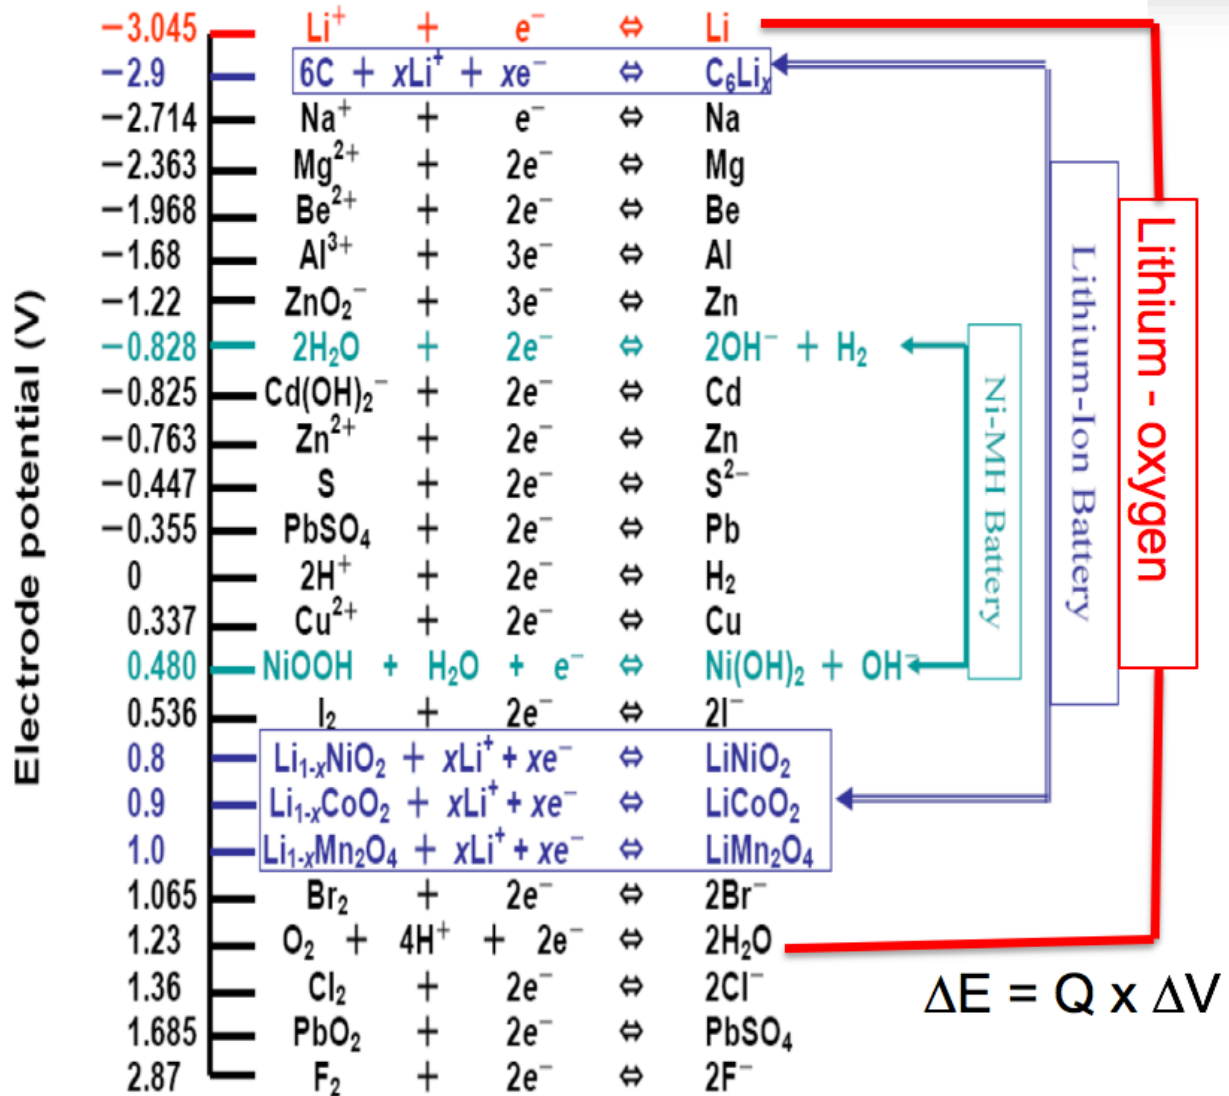 Electrode potential (V)
−3.045 Li⁺ + e⁻ ⇔ Li
−2.9 6C + xLi⁺ + xe⁻ ⇔ C₆Liₓ
−2.714 Na⁺ + e⁻ ⇔ Na
−2.363 Mg²⁺ + 2e⁻ ⇔ Mg
−1.968 Be²⁺ + 2e⁻ ⇔ Be
−1.68 Al³⁺ + 3e⁻ ⇔ Al
−1.22 ZnO₂⁻ + 3e⁻ ⇔ Zn
−0.828 2H₂O + 2e⁻ ⇔ 2OH⁻ + H₂
−0.825 Cd(OH)₂⁻ + 2e⁻ ⇔ Cd
−0.763 Zn²⁺ + 2e⁻ ⇔ Zn
−0.447 S + 2e⁻ ⇔ S²⁻
−0.355 PbSO₄ + 2e⁻ ⇔ Pb
0 2H⁺ + 2e⁻ ⇔ H₂
0.337 Cu²⁺ + 2e⁻ ⇔ Cu
0.480 NiOOH + H₂O + e⁻ ⇔ Ni(OH)₂ + OH⁻
0.536 I₂ + 2e⁻ ⇔ 2I⁻
0.8 Li₁₋ₓNiO₂ + xLi⁺ + xe⁻ ⇔ LiNiO₂
0.9 Li₁₋ₓCoO₂ + xLi⁺ + xe⁻ ⇔ LiCoO₂
1.0 Li₁₋ₓMn₂O₄ + xLi⁺ + xe⁻ ⇔ LiMn₂O₄
1.065 Br₂ + 2e⁻ ⇔ 2Br⁻
1.23 O₂ + 4H⁺ + 2e⁻ ⇔ 2H₂O
1.36 Cl₂ + 2e⁻ ⇔ 2Cl⁻
1.685 PbO₂ + 2e⁻ ⇔ PbSO₄
2.87 F₂ + 2e⁻ ⇔ 2F⁻
Ni-MH Battery
Lithium-Ion Battery
Lithium - oxygen
ΔE = Q x ΔV